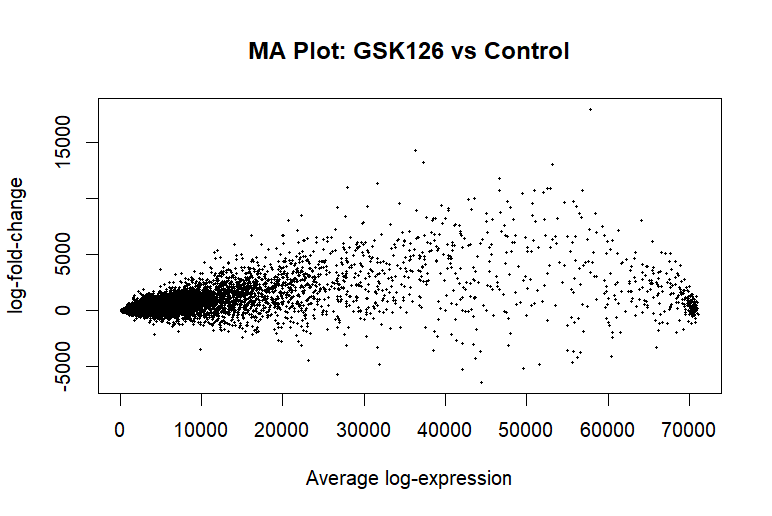 MA Plot: GSK126 vs Control
log-fold-change
15000
5000
0
-5000
0 10000 20000 30000 40000 50000 60000 70000
Average log-expression